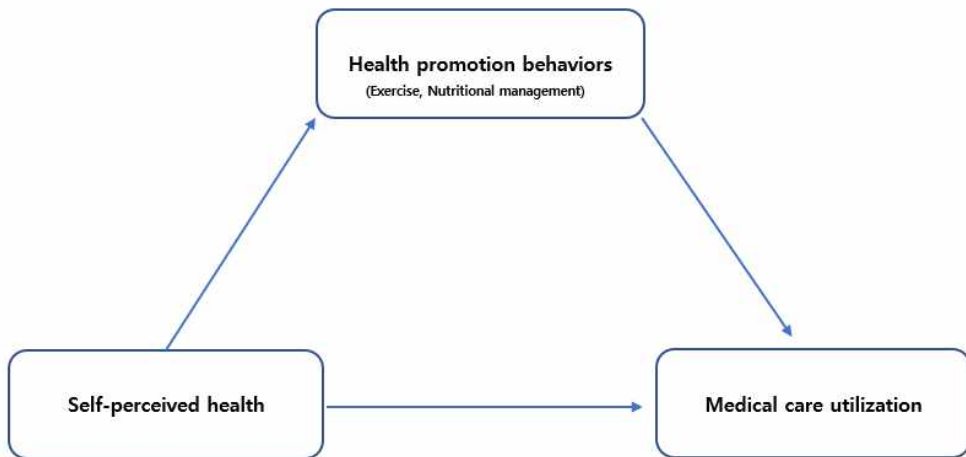 Health promotion behaviors
(Exercise, Nutritional management)
Self-perceived health
Medical care utilization